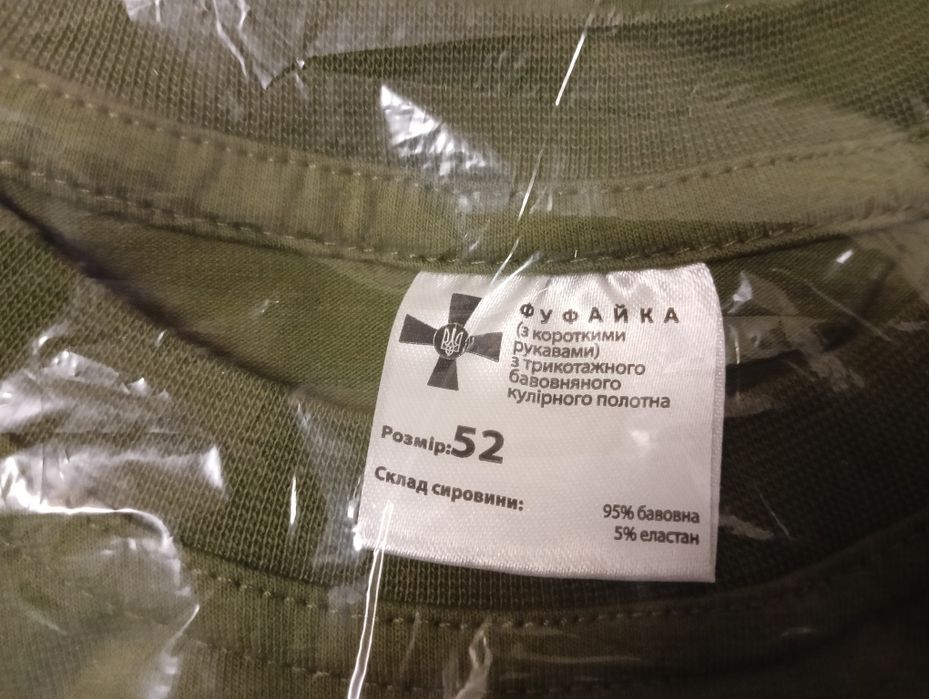 ФУФАЙКА
(з короткими
рукавами)
з трикотажного
бавовняного
кулірного полотна
Розмір:52
Склад сировини:
95% бавовна
5% еластан